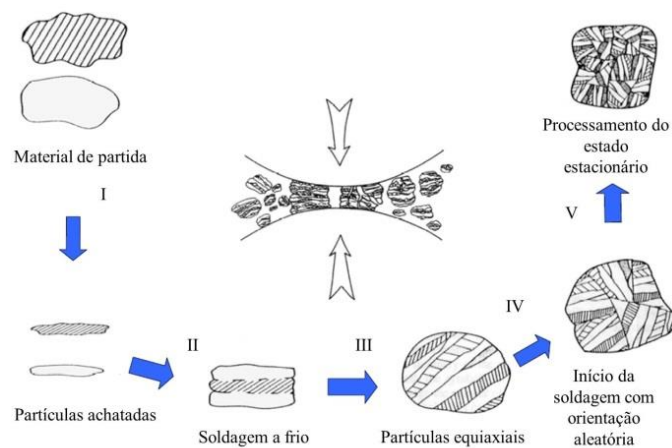 Material de partida
I
Partículas achatadas
II
Soldagem a frio
III
Partículas equiaxiais
IV
Início da
soldagem com
orientação
aleatória
V
Processamento do
estado
estacionário